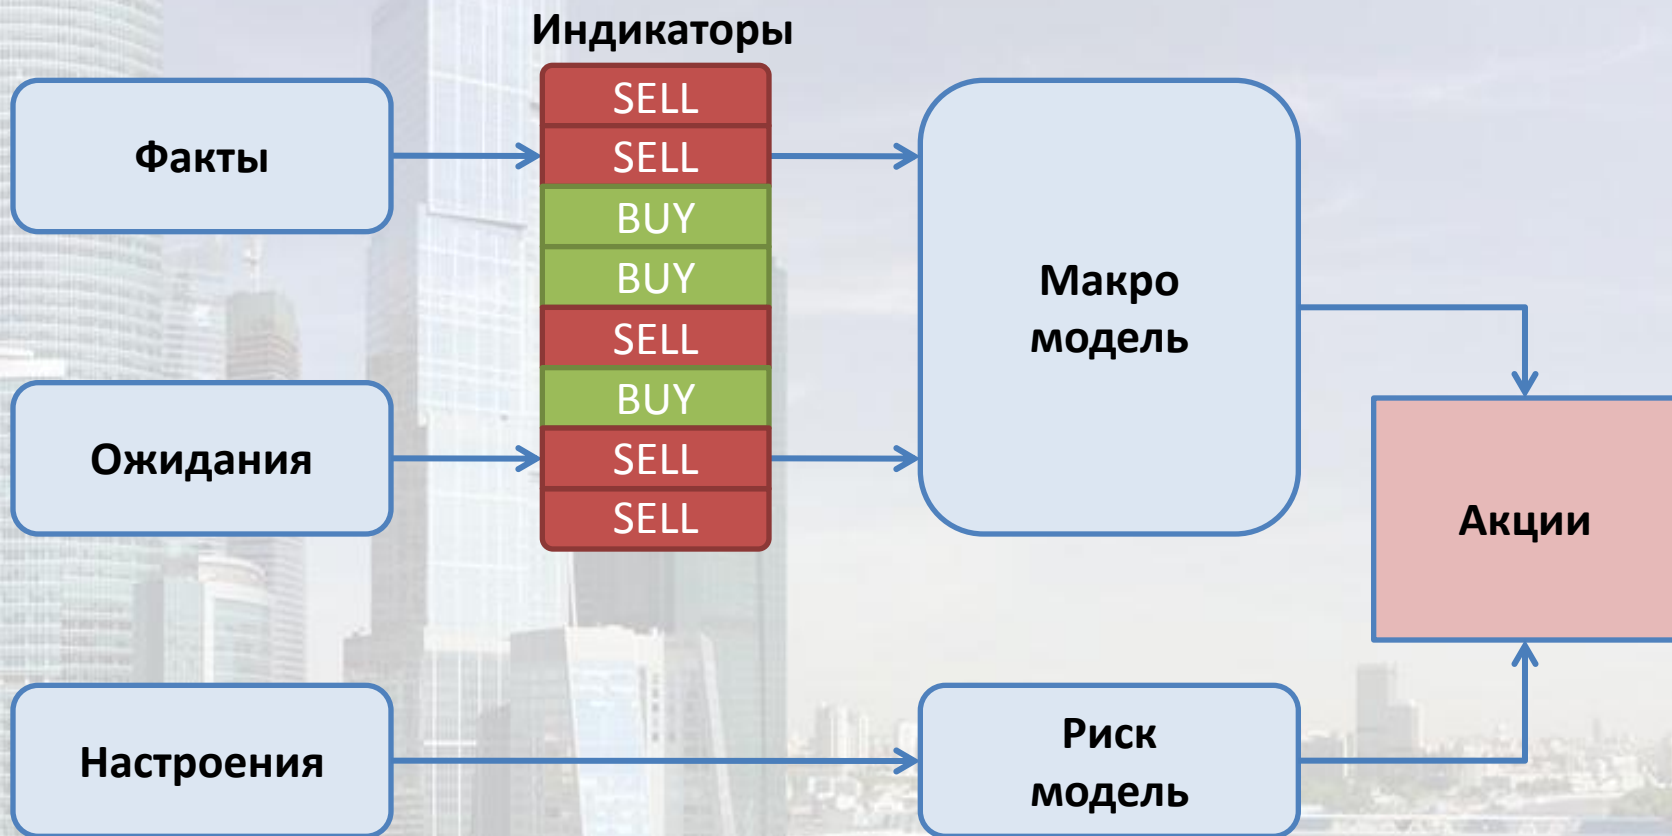 Индикаторы
Факты
Ожидания
Настроения
SELL
SELL
BUY
BUY
SELL
BUY
SELL
SELL
Макро
модель
Риск
модель
Акции